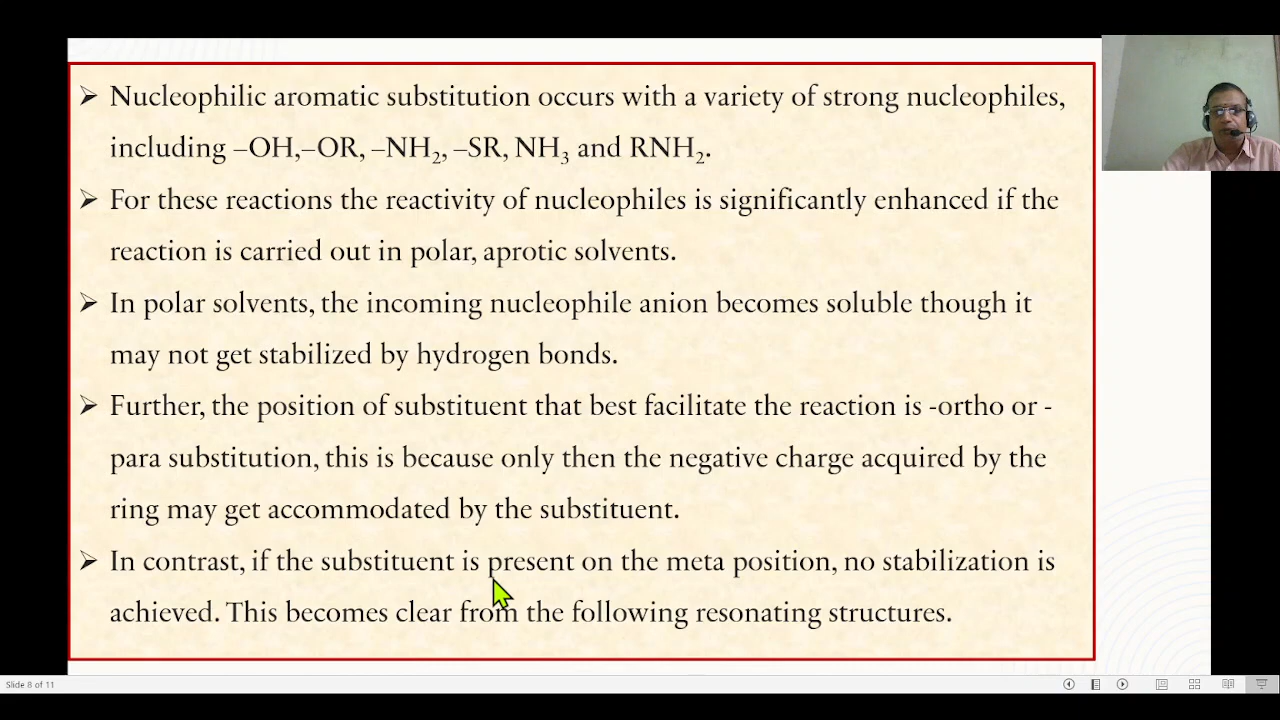 ➢ Nucleophilic aromatic substitution occurs with a variety of strong nucleophiles,
including –OH,–OR, –NH₂, –SR, NH₃ and RNH₂.
➢ For these reactions the reactivity of nucleophiles is significantly enhanced if the
reaction is carried out in polar, aprotic solvents.
➢ In polar solvents, the incoming nucleophile anion becomes soluble though it
may not get stabilized by hydrogen bonds.
➢ Further, the position of substituent that best facilitate the reaction is -ortho or -
para substitution, this is because only then the negative charge acquired by the
ring may get accommodated by the substituent.
➢ In contrast, if the substituent is present on the meta position, no stabilization is
achieved. This becomes clear from the following resonating structures.
Slide 8 of 11